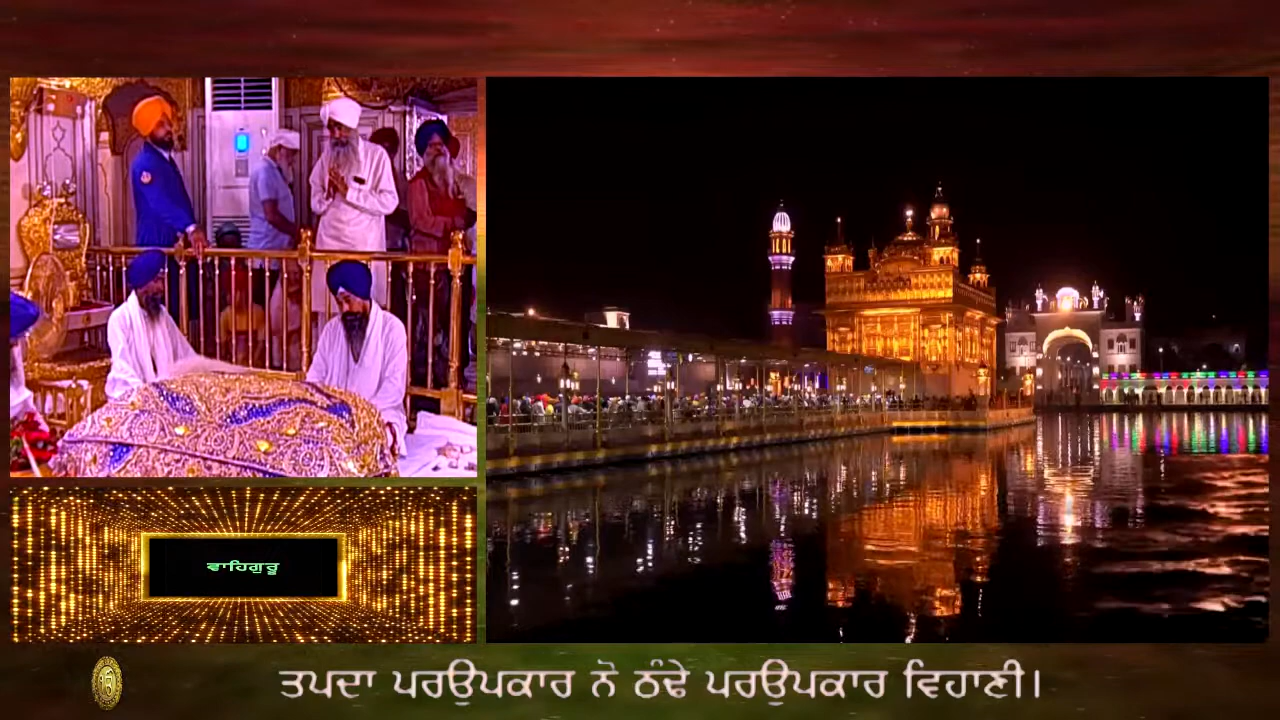 ਵਾਹਿਗੁਰੂ
ੴ
ਤਪਦਾ ਪਰਉਪਕਾਰ ਨੋ ਠੰਢੇ ਪਰਉਪਕਾਰ ਵਿਹਾਣੀ।